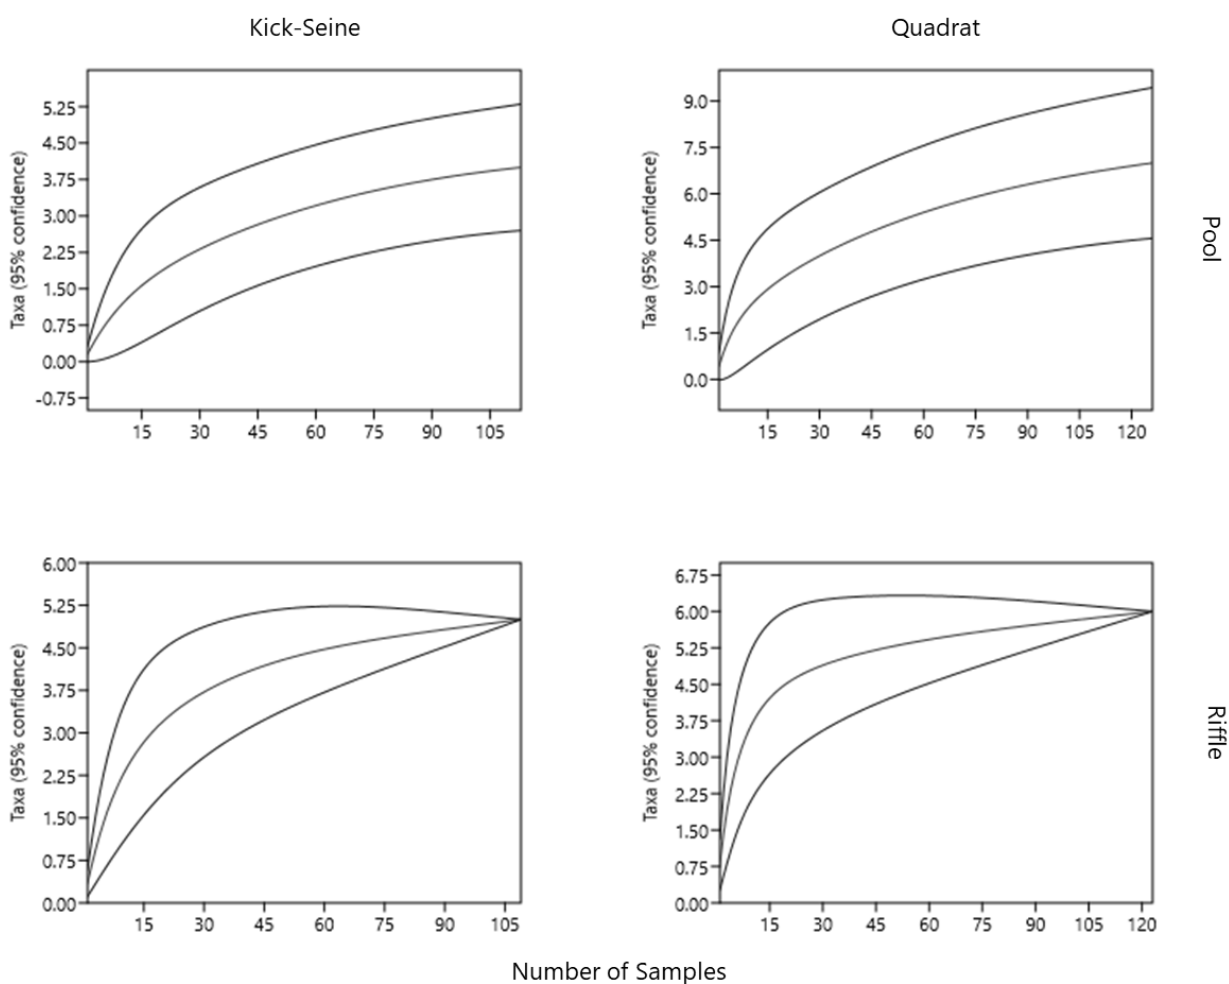 Kick-Seine
Quadrat
Taxa (95% confidence)
5.25
4.50
3.75
3.00
2.25
1.50
0.75
0.00
-0.75
15 30 45 60 75 90 105
Taxa (95% confidence)
9.0
7.5
6.0
4.5
3.0
1.5
0.0
15 30 45 60 75 90 105 120
Pool
Taxa (95% confidence)
6.00
5.25
4.50
3.75
3.00
2.25
1.50
0.75
0.00
15 30 45 60 75 90 105
Taxa (95% confidence)
6.75
6.00
5.25
4.50
3.75
3.00
2.25
1.50
0.75
0.00
15 30 45 60 75 90 105 120
Riffle
Number of Samples